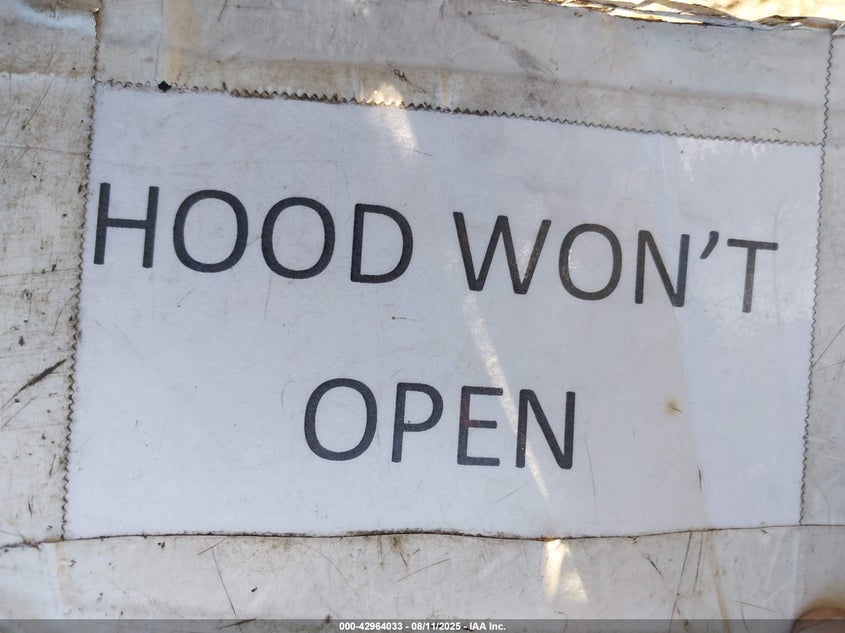 HOOD WON'T
OPEN
000-42964033 - 08/11/2025 - IAA Inc.